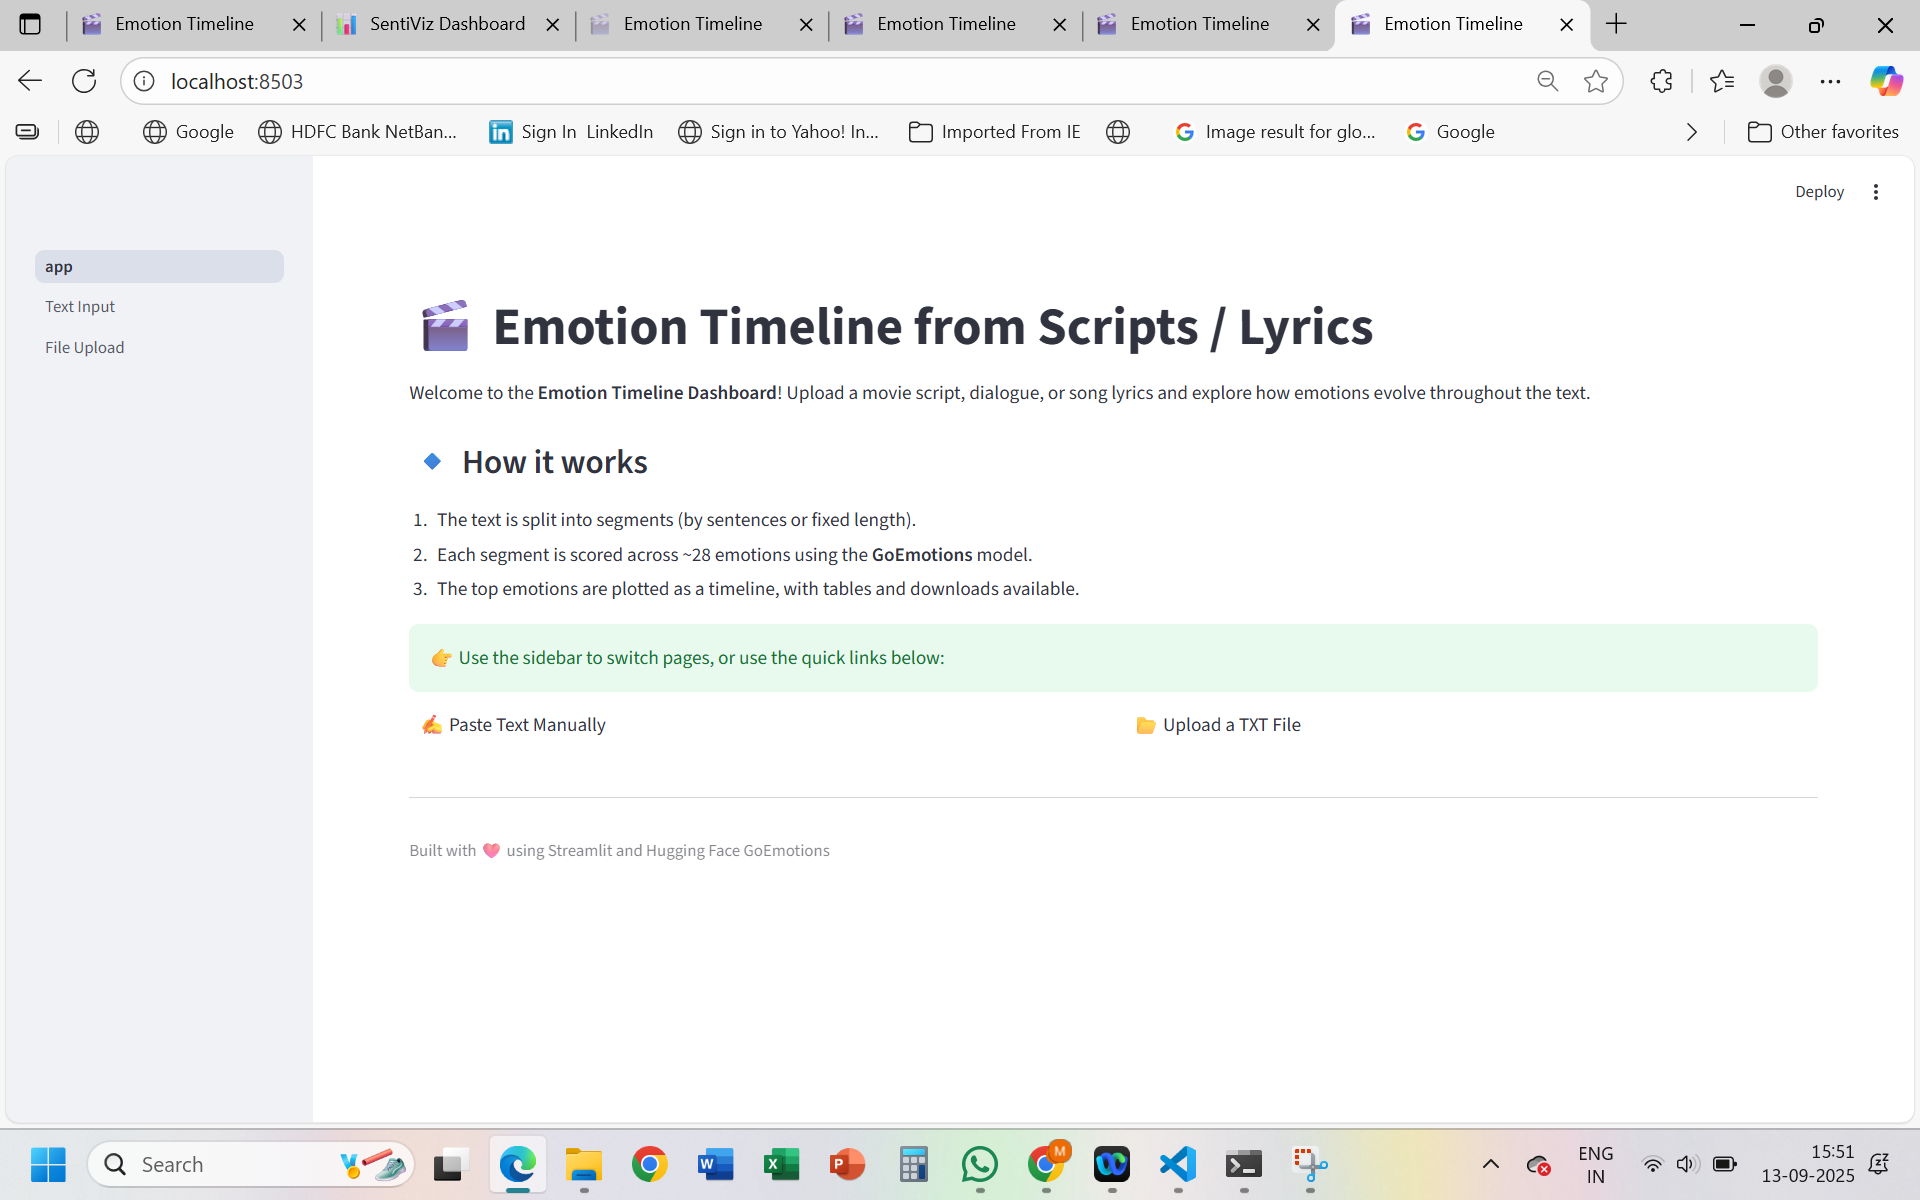 Emotion Timeline
SentiViz Dashboard
Emotion Timeline
Emotion Timeline
Emotion Timeline
Emotion Timeline
localhost:8503
Google
HDFC Bank NetBan...
Sign In LinkedIn
Sign in to Yahoo! In...
Imported From IE
Image result for glo...
Google
Other favorites
Deploy
app
Text Input
File Upload
Emotion Timeline from Scripts / Lyrics
Welcome to the Emotion Timeline Dashboard! Upload a movie script, dialogue, or song lyrics and explore how emotions evolve throughout the text.
How it works
1. The text is split into segments (by sentences or fixed length).
2. Each segment is scored across ~28 emotions using the GoEmotions model.
3. The top emotions are plotted as a timeline, with tables and downloads available.
👉 Use the sidebar to switch pages, or use the quick links below:
✍️ Paste Text Manually
📁 Upload a TXT File
Built with 💗 using Streamlit and Hugging Face GoEmotions
Search
M
ENG
IN
15:51
13-09-2025